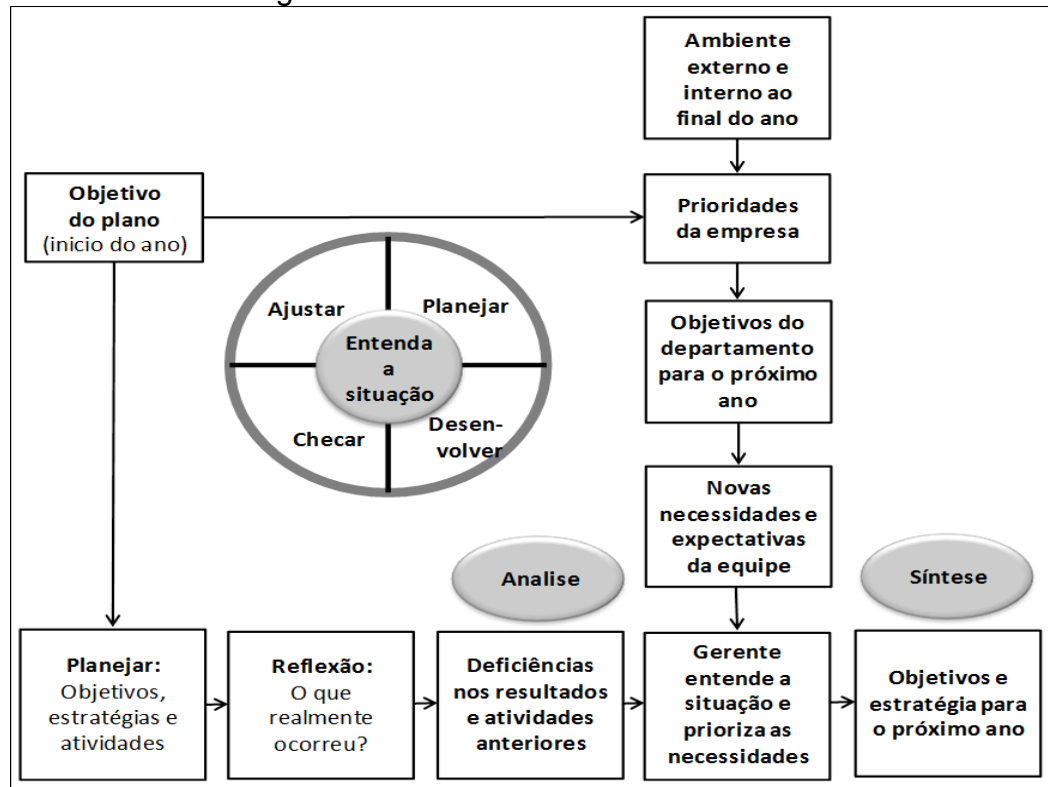 g
Ambiente
externo e
interno ao
final do ano
Objetivo
do plano
(inicio do ano)
Prioridades
da empresa
Ajustar
Planejar
Entenda
a
situação
Checar
Desen-
volver
Objetivos do
departamento
para o próximo
ano
Novas
necessidades e
expectativas
da equipe
Analise
Síntese
Planejar:
Objetivos,
estratégias e
atividades
Reflexão:
O que
realmente
ocorreu?
Deficiências
nos resultados
e atividades
anteriores
Gerente
entende a
situação e
prioriza as
necessidades
Objetivos e
estratégia para
o próximo ano